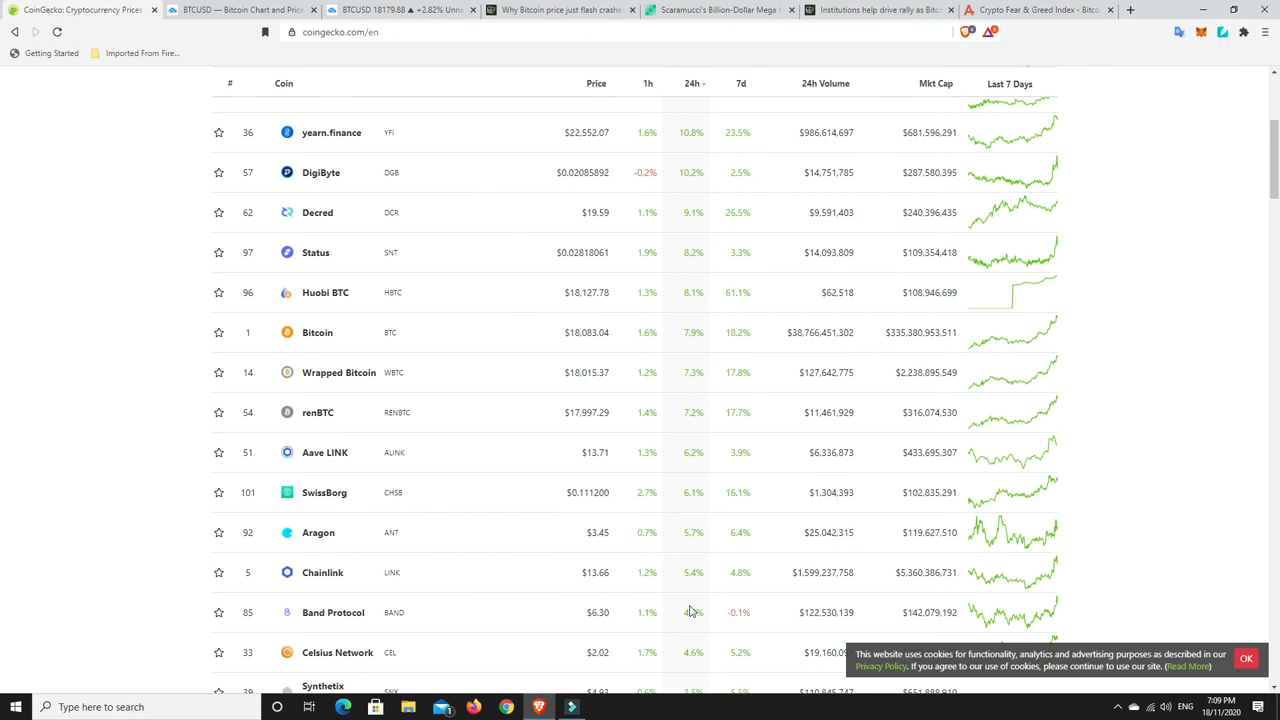 CoinGecko: Cryptocurrency Prices
BTCUSD — Bitcoin Chart and Price
BTCUSD 18179.88 ▲ +2.82% Unna
Why Bitcoin price just flash crashe
Scaramucci's Billion-Dollar Mega H
Institutions help drive rally as Bitco
Crypto Fear & Greed Index - Bitco
coingecko.com/en
Getting Started
Imported From Fire...
# Coin Price 1h 24h 7d 24h Volume Mkt Cap Last 7 Days
36 yearn.finance YFI $22,552.07 1.6% 10.8% 23.5% $986,614,697 $681,596,291
57 DigiByte DGB $0.02085892 -0.2% 10.2% 2.5% $14,751,785 $287,580,395
62 Decred DCR $19.59 1.1% 9.1% 26.5% $9,591,403 $240,396,435
97 Status SNT $0.02818061 1.9% 8.2% 3.3% $14,093,809 $109,354,418
96 Huobi BTC HBTC $18,127.78 1.3% 8.1% 61.1% $62,518 $108,946,699
1 Bitcoin BTC $18,083.04 1.6% 7.9% 18.2% $38,766,451,302 $335,380,953,511
14 Wrapped Bitcoin WBTC $18,015.37 1.2% 7.3% 17.8% $127,642,775 $2,238,895,549
54 renBTC RENBTC $17,997.29 1.4% 7.2% 17.7% $11,461,929 $316,074,530
51 Aave LINK ALINK $13.71 1.3% 6.2% 3.9% $6,336,873 $433,695,307
101 SwissBorg CHSB $0.111200 2.7% 6.1% 16.1% $1,304,393 $102,835,291
92 Aragon ANT $3.45 0.7% 5.7% 6.4% $25,042,315 $119,627,510
5 Chainlink LINK $13.66 1.2% 5.4% 4.8% $1,599,237,758 $5,360,386,731
85 Band Protocol BAND $6.30 1.1% -0.1% $122,530,139 $142,079,192
33 Celsius Network CEL $2.02 1.7% 4.6% 5.2%
Synthetix
This website uses cookies for functionality, analytics and advertising purposes as described in our
Privacy Policy. If you agree to our use of cookies, please continue to use our site. (Read More)
OK
Type here to search
ENG
7:09 PM
18/11/2020